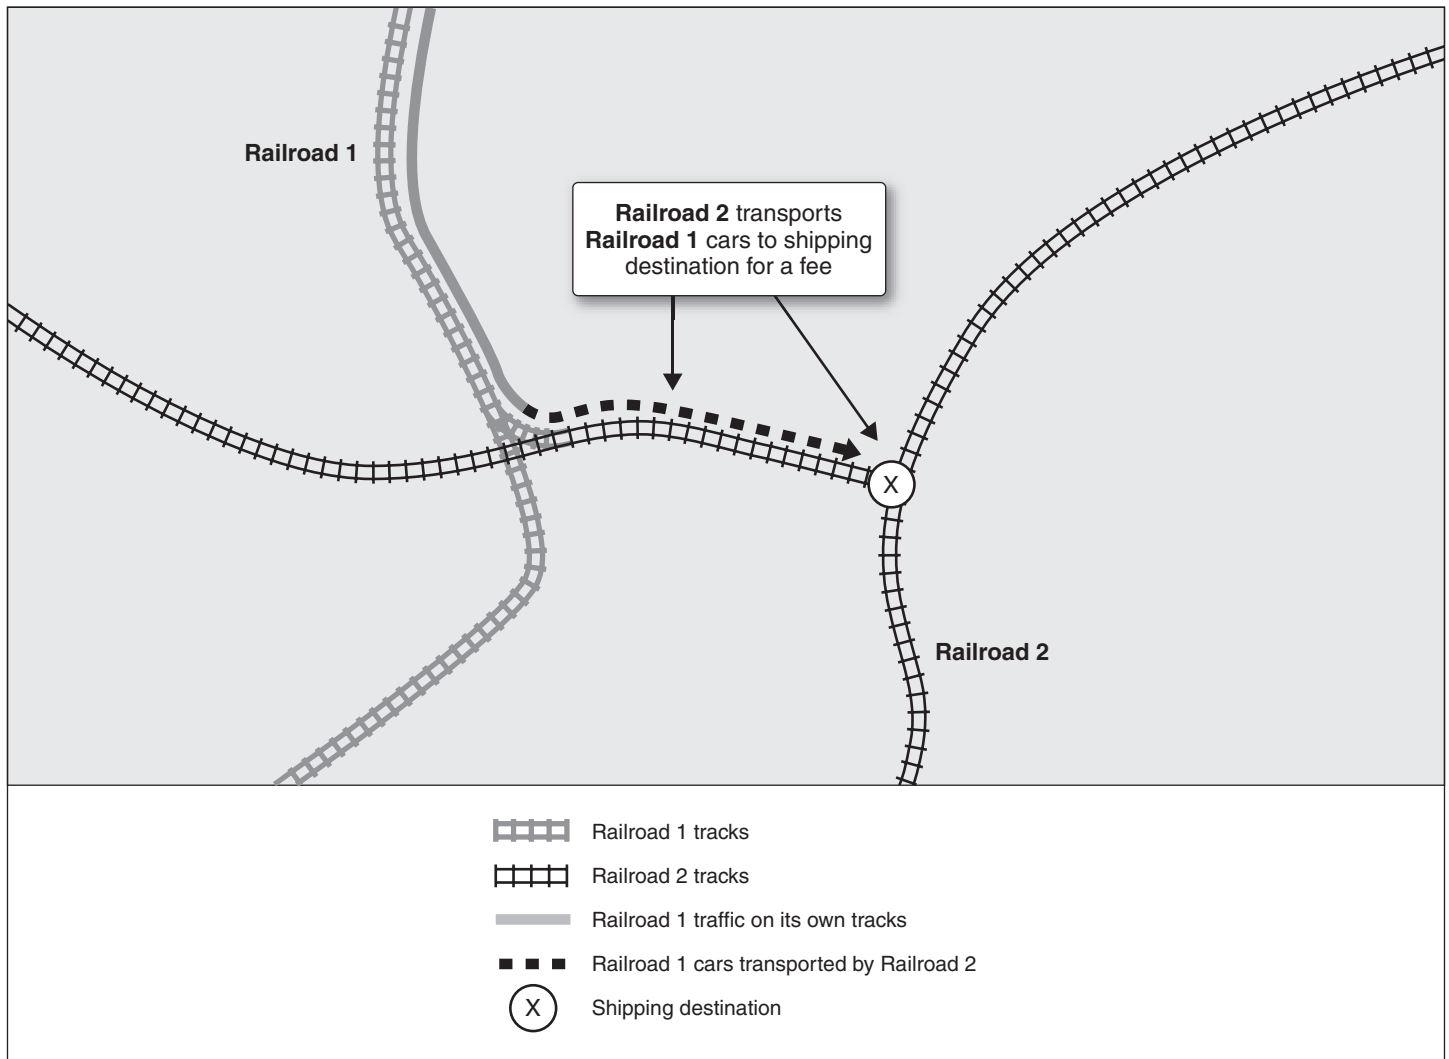 Railroad 1
Railroad 2 transports
Railroad 1 cars to shipping
destination for a fee
X
Railroad 2
Railroad 1 tracks
Railroad 2 tracks
Railroad 1 traffic on its own tracks
Railroad 1 cars transported by Railroad 2
X Shipping destination